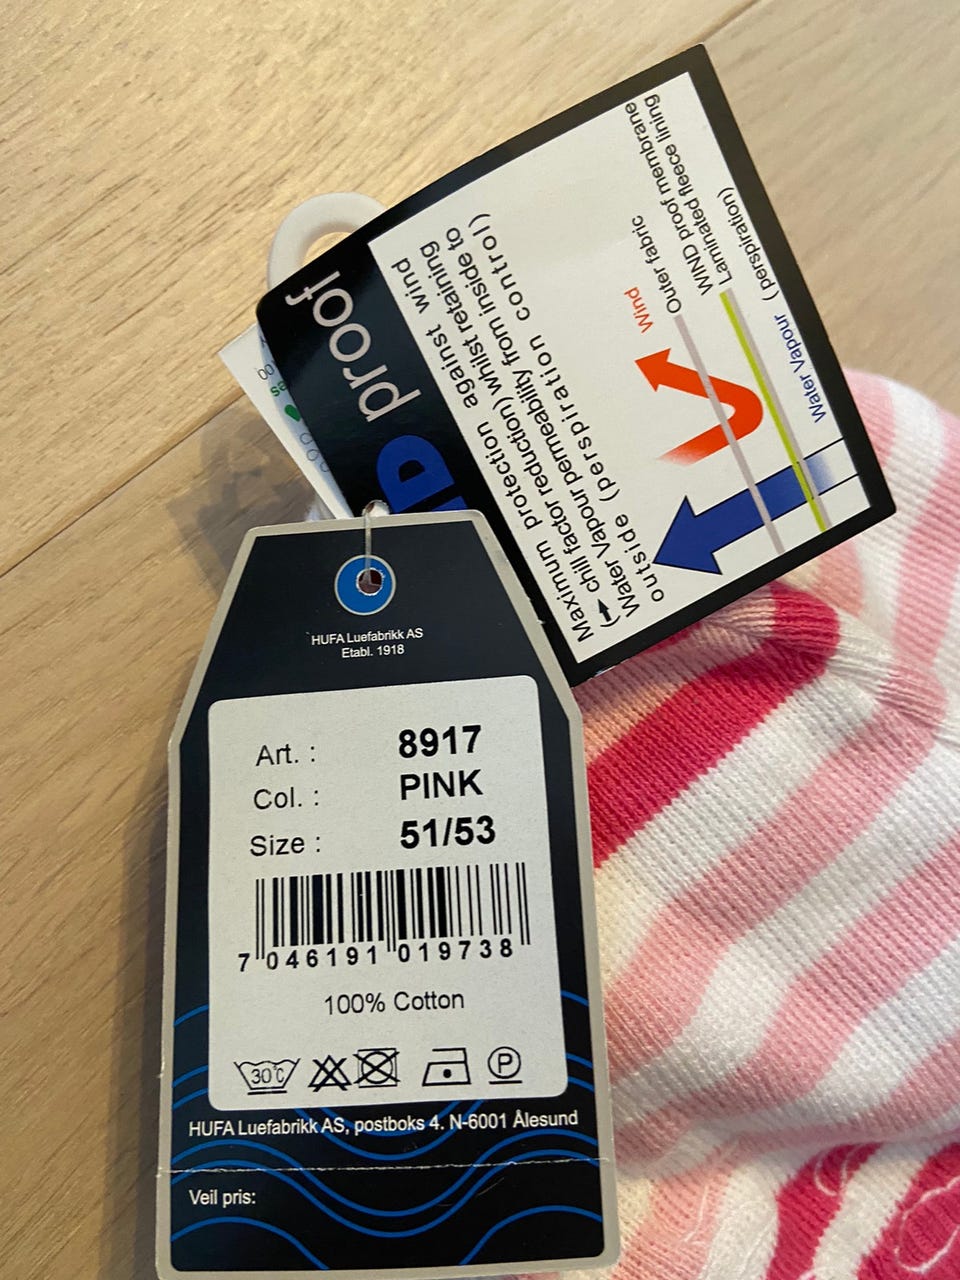 proof
Maximum protection against wind
( chill factor reduction) whilst retaining
Water Vapour permeability from inside to
outside (perspiration control)
Wind
Outer fabric
WIND proof membrane
Laminated fleece lining
Water Vapour (perspiration)
HUFA Luefabrikk AS
Etabl. 1918
Art. : 8917
Col. : PINK
Size : 51/53
7 046191 019738
100% Cotton
30°C
P
HUFA Luefabrikk AS, postboks 4. N-6001 Ålesund
Veil pris: